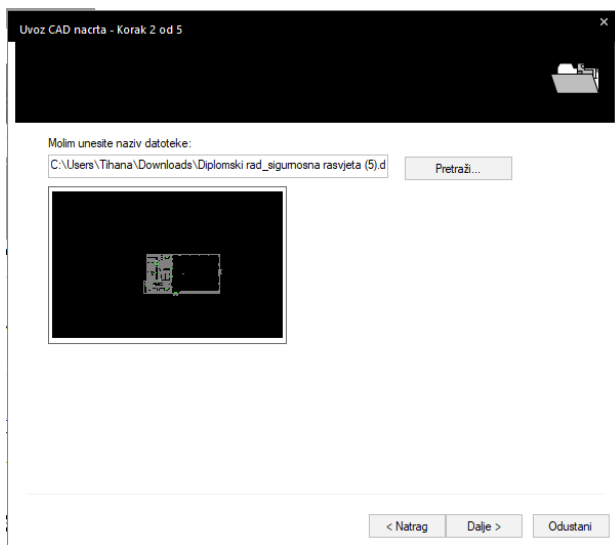 Uvoz CAD nacrta - Korak 2 od 5
Molim unesite naziv datoteke:
C:\Users\Tihana\Downloads\Diplomski rad_sigurnosna rasvjeta (5).d
Pretraži...
< Natrag
Dalje >
Odustani